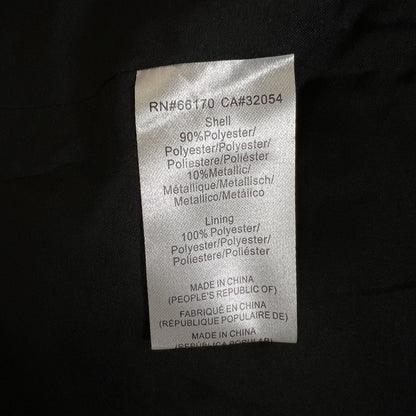 RN#66170 CA#32054
Shell
90%Polyester/
Polyester/Polyester/
Poliestere/Poliéster
10%Metallic/
Métallique/Metallisch/
Metallico/Metálico
Lining
100% Polyester/
Polyester/Polyester/
Poliestere/Poliéster
MADE IN CHINA
(PEOPLE'S REPUBLIC OF)
FABRIQUÉ EN CHINA
(RÉPUBLIQUE POPULAIRE DE)
MADE IN CHINA
(REPÚBLICA POPULAR)